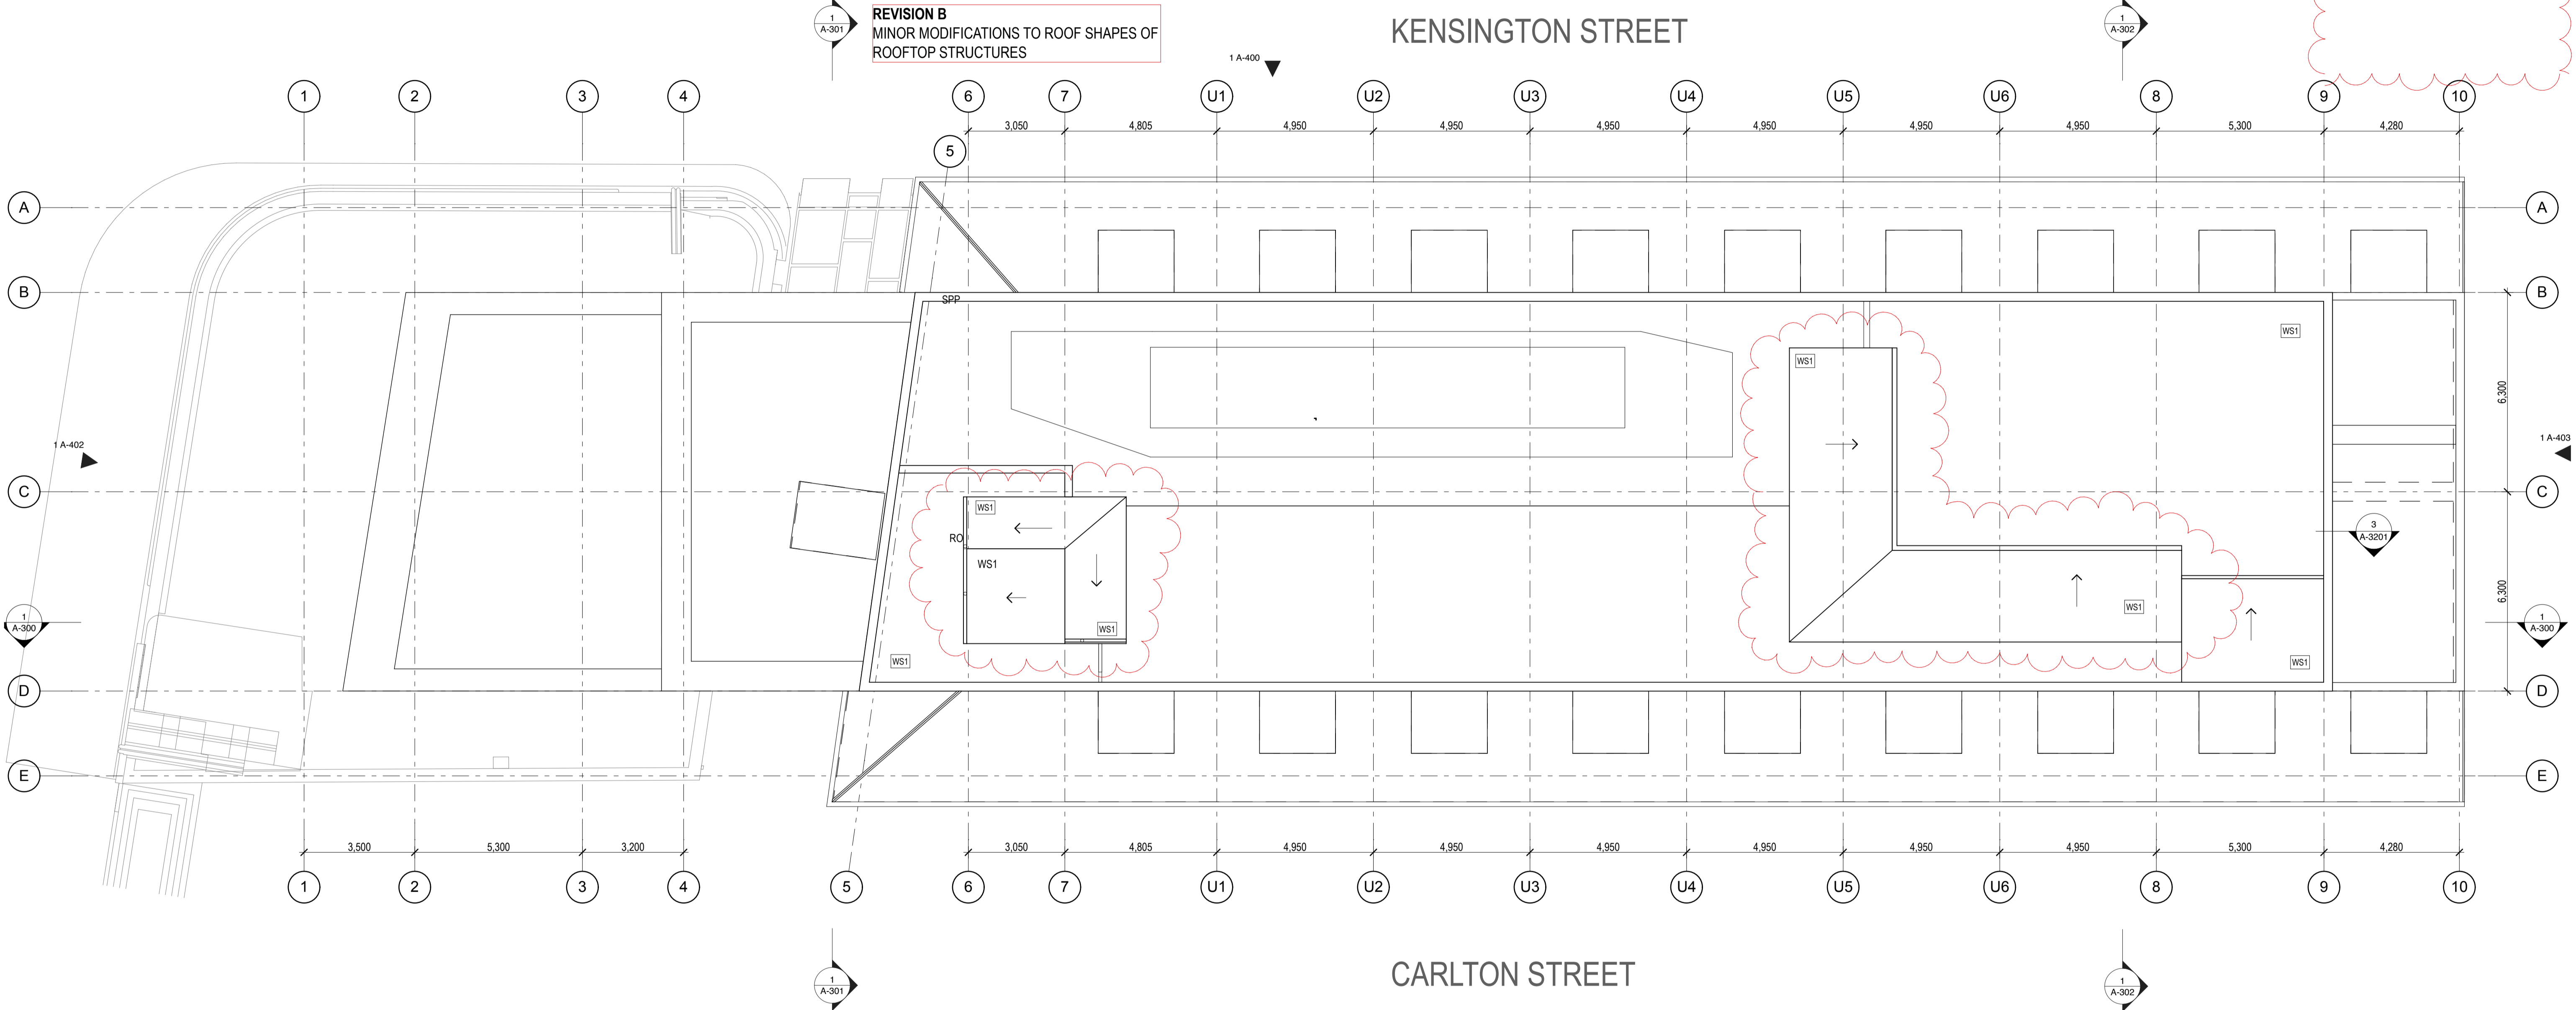 1
A-301
REVISION B
MINOR MODIFICATIONS TO ROOF SHAPES OF
ROOFTOP STRUCTURES
KENSINGTON STREET
1
A-302
1 A-400
1 2 3 4 6 7 U1 U2 U3 U4 U5 U6 8 9 10
3,050 4,805 4,950 4,950 4,950 4,950 4,950 4,950 5,300 4,280
5
A A
B B
SPP
WS1
WS1
6,300
1 A-402
1 A-403
C C
WS1
3
A-3201
RO
WS1
6,300
WS1
1
A-300
WS1
1
A-300
WS1
WS1
D D
E E
3,500 5,300 3,200 3,050 4,805 4,950 4,950 4,950 4,950 4,950 4,950 5,300 4,280
1 2 3 4 5 6 7 U1 U2 U3 U4 U5 U6 8 9 10
CARLTON STREET
1
A-301
1
A-302